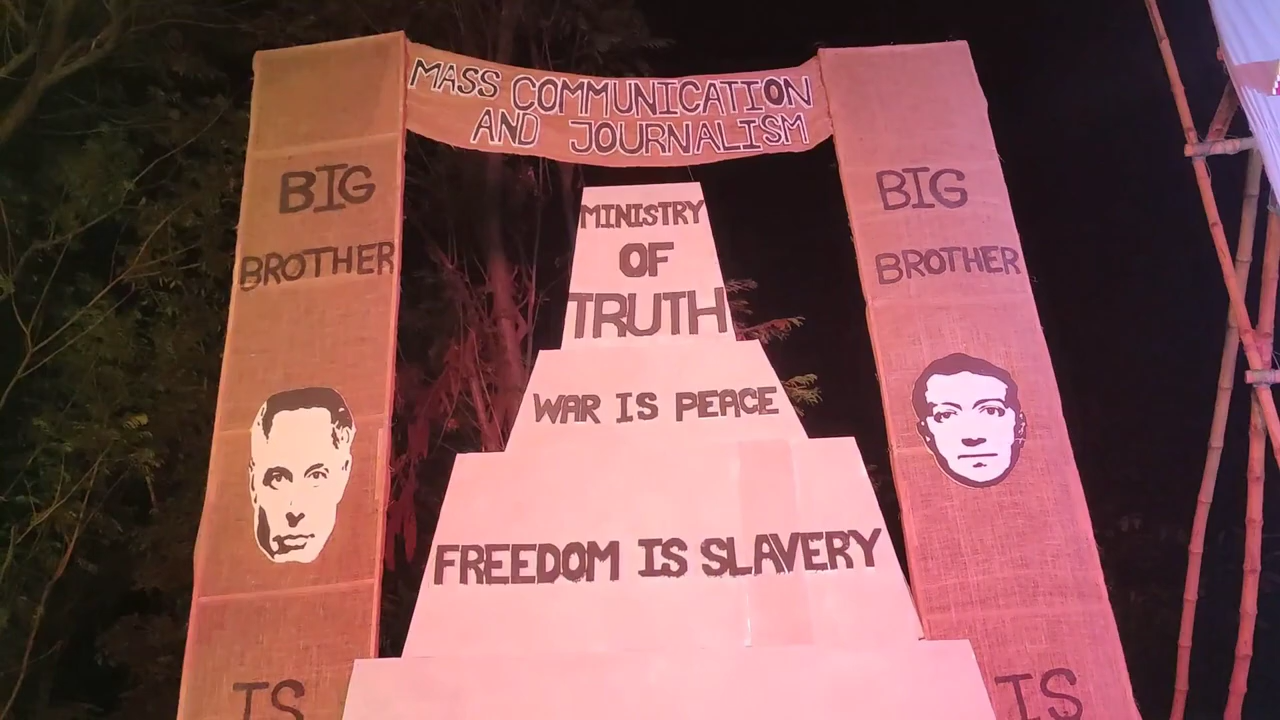 MASS COMMUNICATION
AND JOURNALISM
BIG
BROTHER
IS
MINISTRY
OF
TRUTH
WAR IS PEACE
FREEDOM IS SLAVERY
BIG
BROTHER
IS